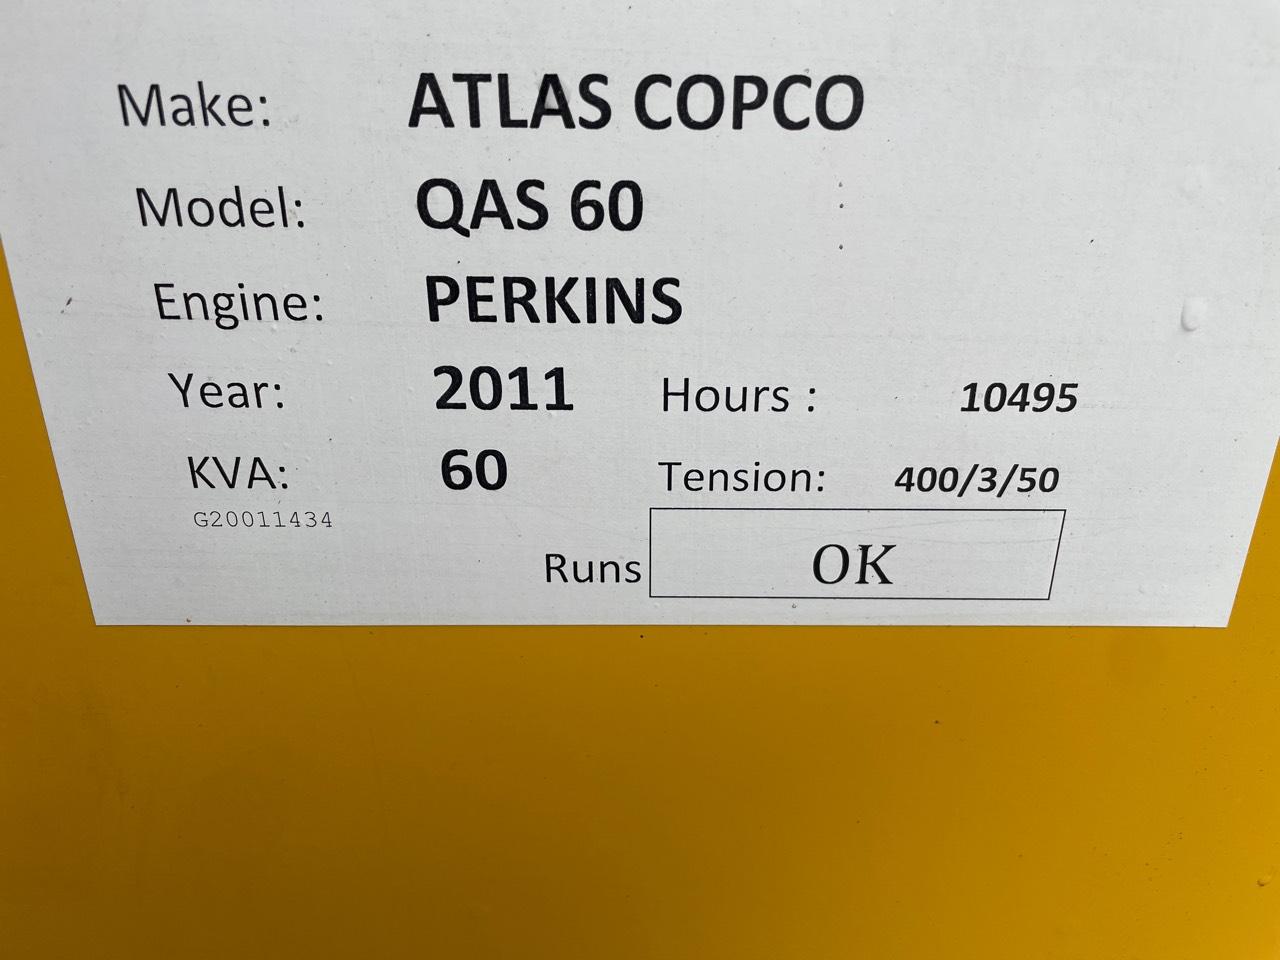 Make: ATLAS COPCO
Model: QAS 60
Engine: PERKINS
Year: 2011 Hours : 10495
KVA: 60 Tension: 400/3/50
G20011434
Runs OK